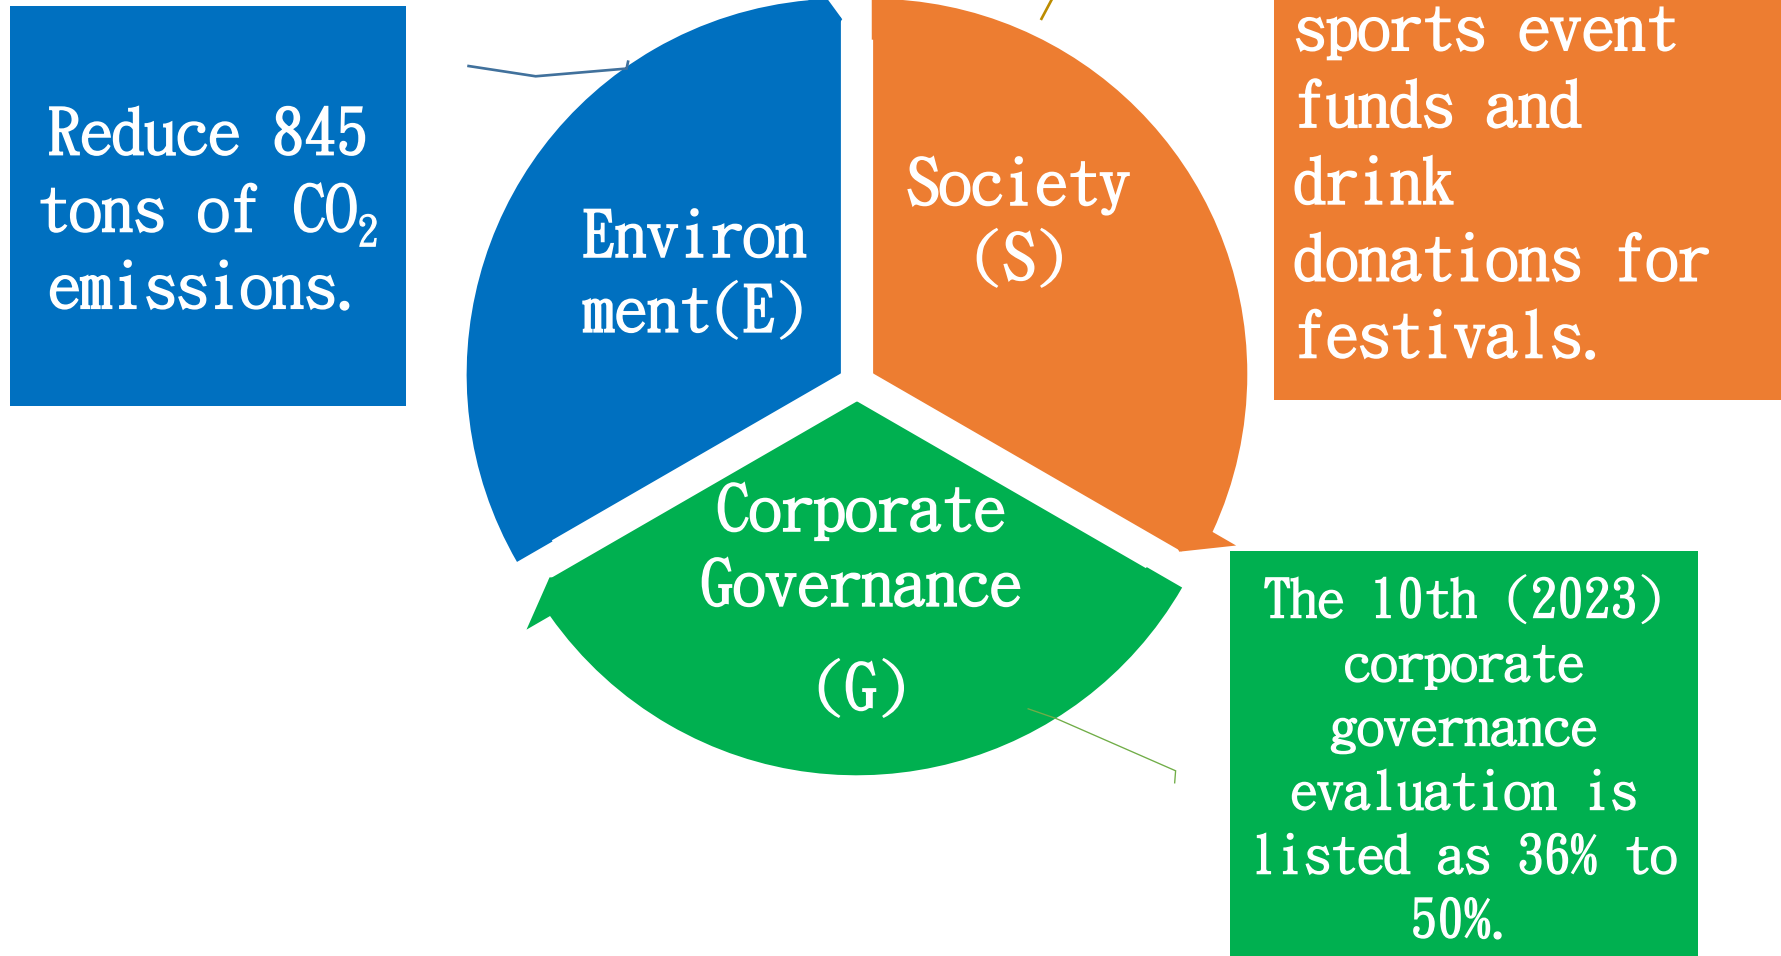 Reduce 845
tons of CO₂
emissions.
Environ
ment(E)
Society
(S)
sports event
funds and
drink
donations for
festivals.
Corporate
Governance
(G)
The 10th (2023)
corporate
governance
evaluation is
listed as 36% to
50%.